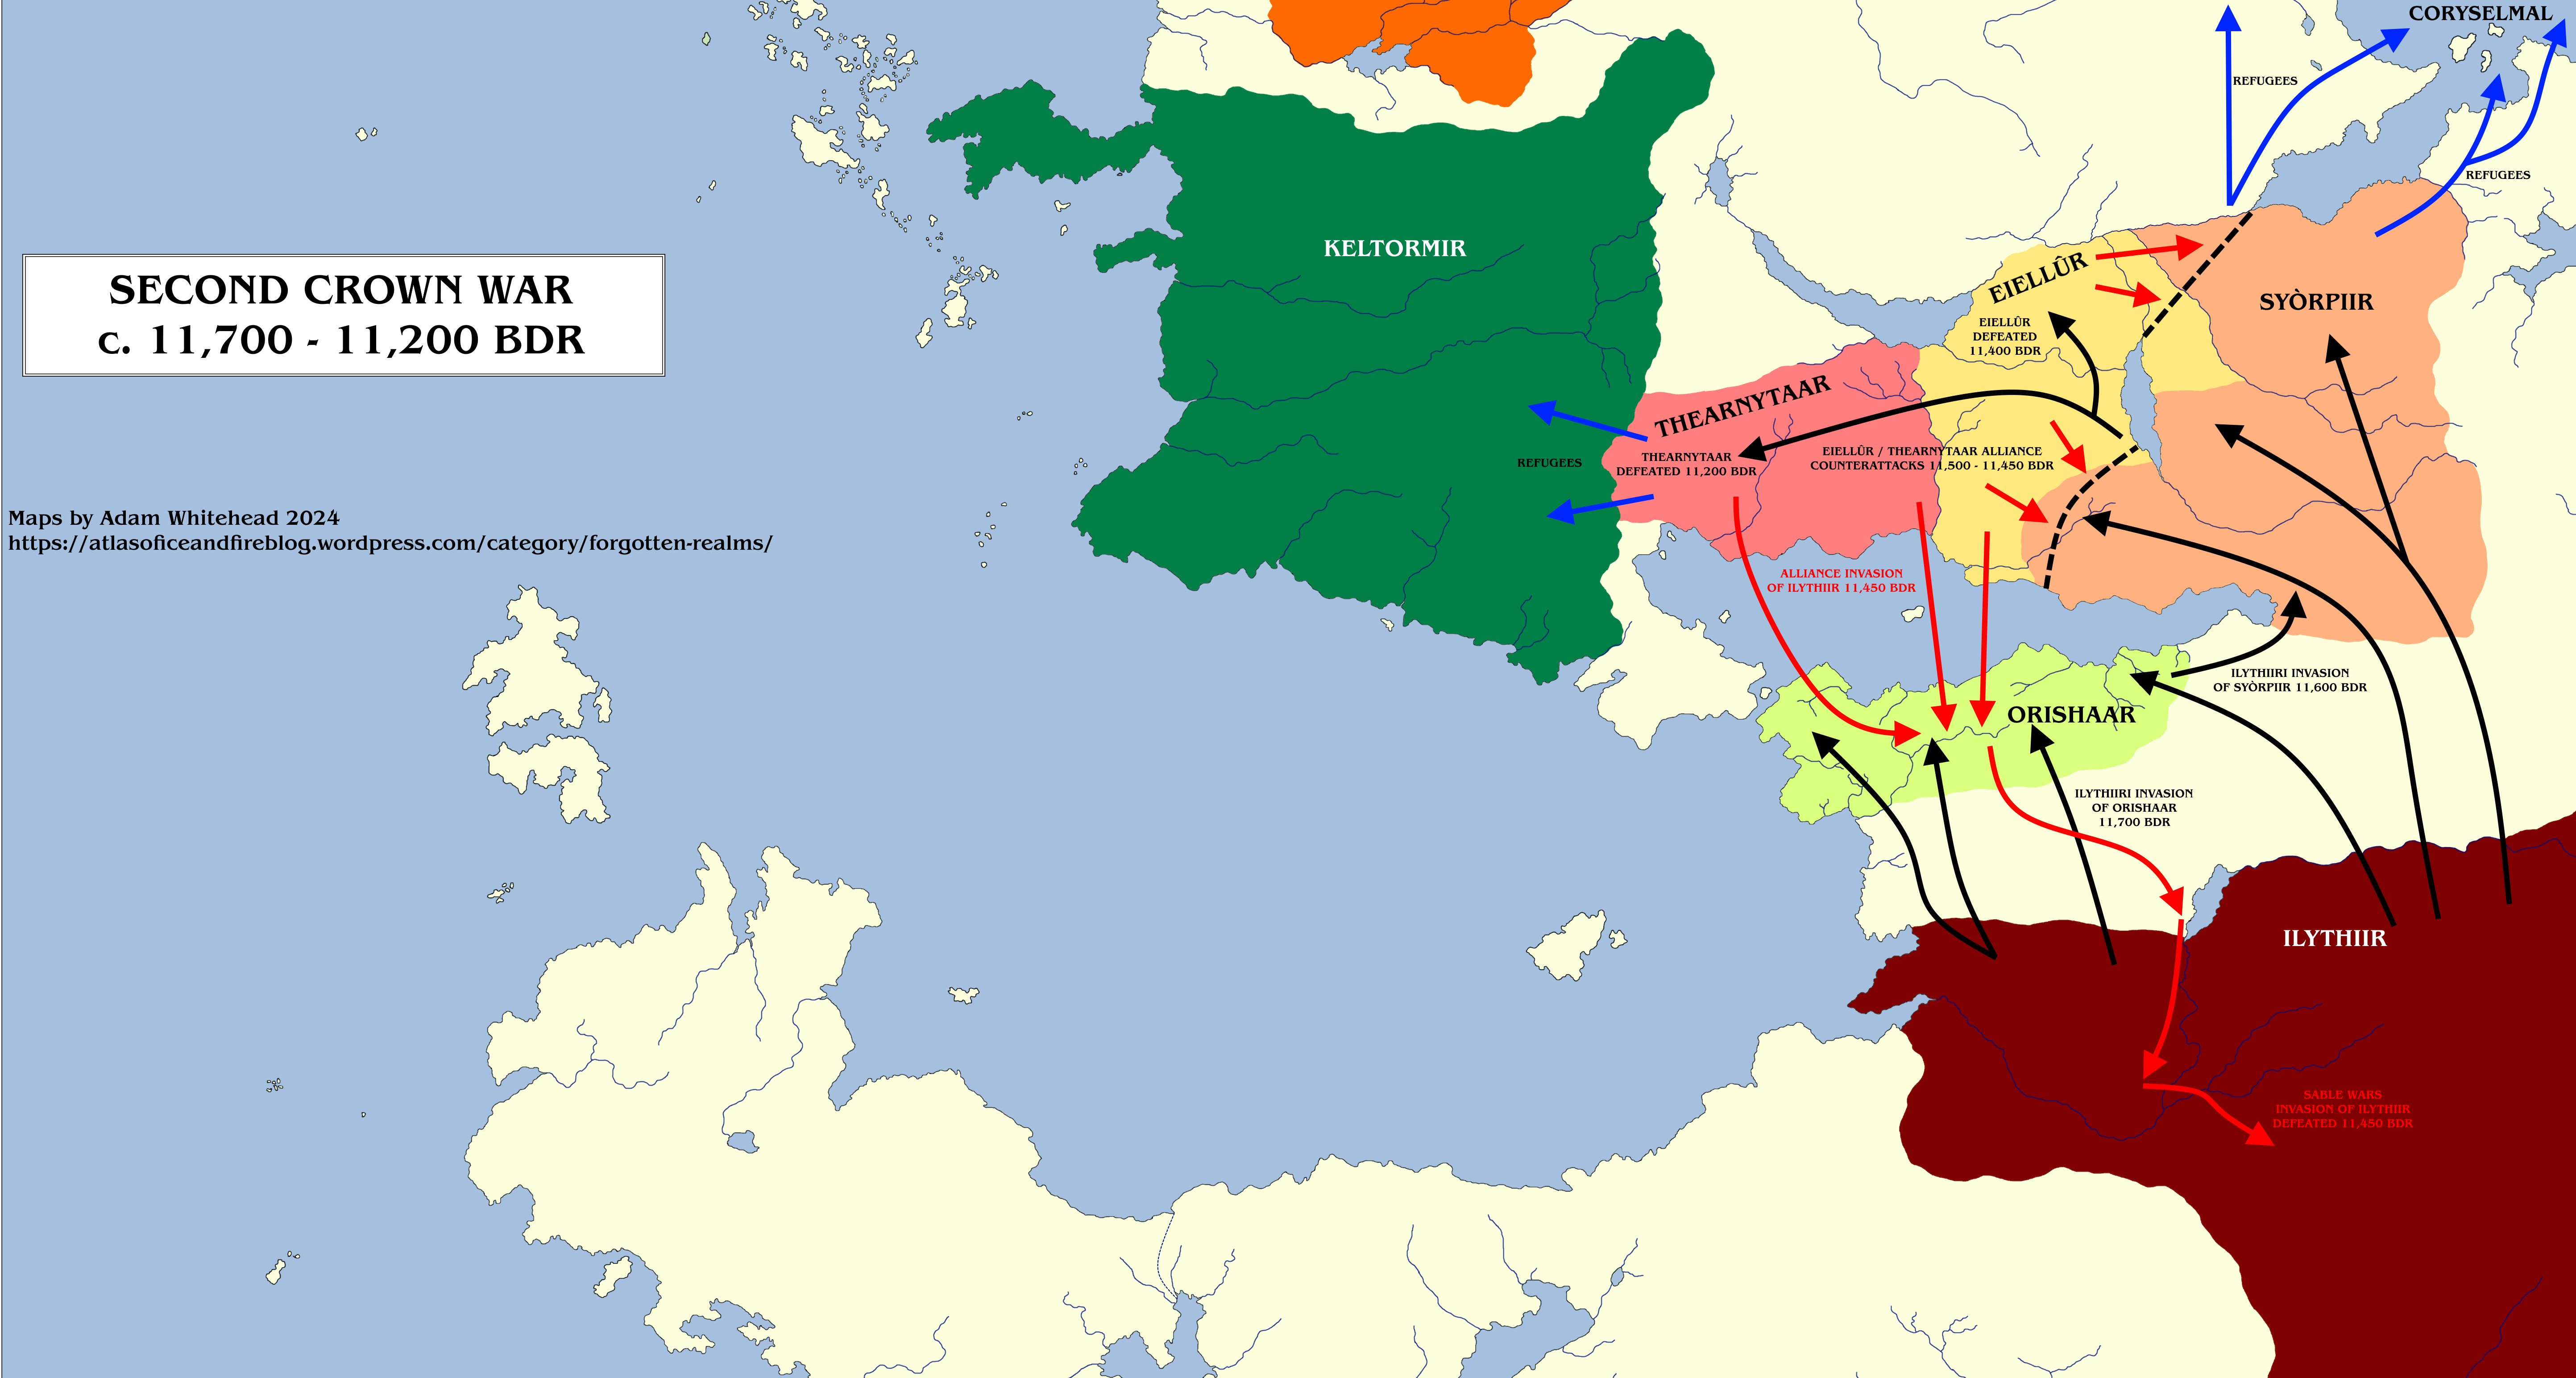 CORYSELMAL
REFUGEES
REFUGEES
KELTORMIR
SECOND CROWN WAR
c. 11,700 - 11,200 BDR
EIELLÛR
EIELLÛR
DEFEATED
11,400 BDR
SYÒRPIIR
THEARNYTAAR
REFUGEES
THEARNYTAAR
DEFEATED 11,200 BDR
EIELLÛR / THEARNYTAAR ALLIANCE
COUNTERATTACKS 11,500 - 11,450 BDR
Maps by Adam Whitehead 2024
https://atlasoficeandfireblog.wordpress.com/category/forgotten-realms/
ALLIANCE INVASION
OF ILYTHIIR 11,450 BDR
ILYTHIIRI INVASION
OF SYÒRPIIR 11,600 BDR
ORISHAAR
ILYTHIIRI INVASION
OF ORISHAAR
11,700 BDR
ILYTHIIR
SABLE WARS
INVASION OF ILYTHIIR
DEFEATED 11,450 BDR